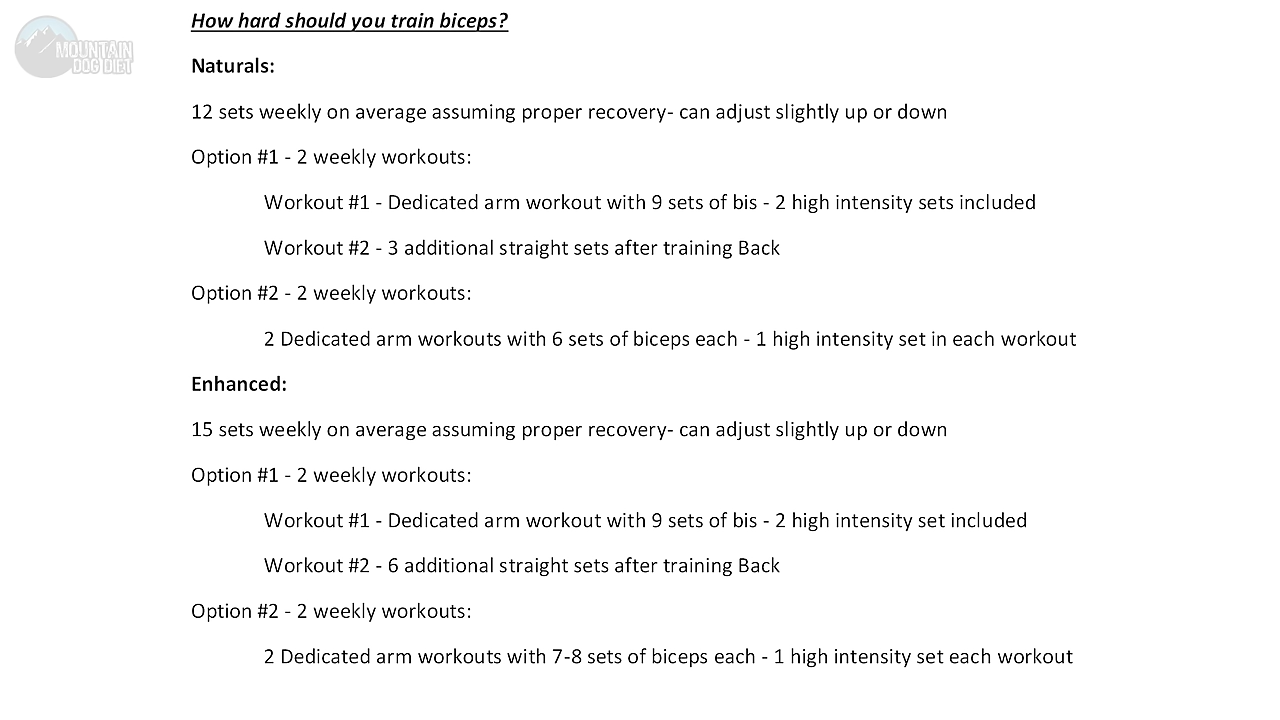 MOUNTAIN
DOG DIET
How hard should you train biceps?
Naturals:
12 sets weekly on average assuming proper recovery- can adjust slightly up or down
Option #1 - 2 weekly workouts:
Workout #1 - Dedicated arm workout with 9 sets of bis - 2 high intensity sets included
Workout #2 - 3 additional straight sets after training Back
Option #2 - 2 weekly workouts:
2 Dedicated arm workouts with 6 sets of biceps each - 1 high intensity set in each workout
Enhanced:
15 sets weekly on average assuming proper recovery- can adjust slightly up or down
Option #1 - 2 weekly workouts:
Workout #1 - Dedicated arm workout with 9 sets of bis - 2 high intensity set included
Workout #2 - 6 additional straight sets after training Back
Option #2 - 2 weekly workouts:
2 Dedicated arm workouts with 7-8 sets of biceps each - 1 high intensity set each workout